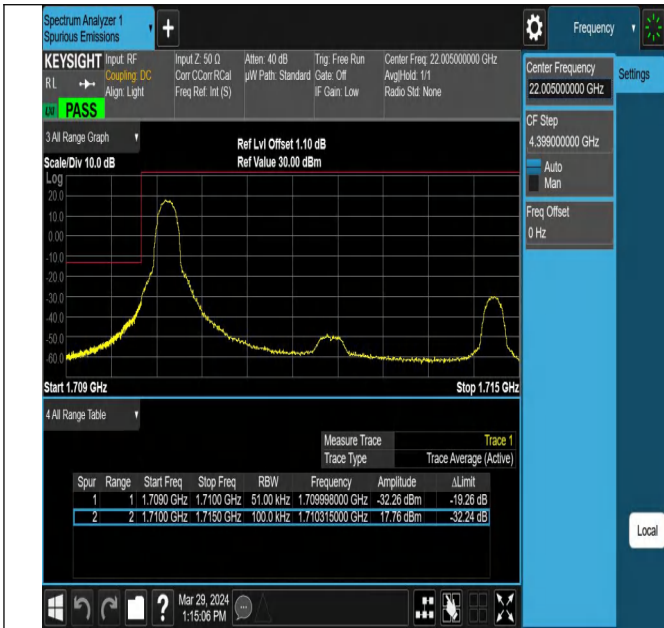 Spectrum Analyzer 1
Spurious Emissions
Frequency
KEYSIGHT
RL
PASS
Input: RF
Coupling: DC
Align: Light
Input Z: 50 Ω
Corr CCorr RCal
Freq Ref: Int (S)
Atten: 40 dB
µW Path: Standard
Trig: Free Run
Gate: Off
IF Gain: Low
Center Freq: 22.005000000 GHz
Avg|Hold: 1/1
Radio Std: None
Center Frequency
22.005000000 GHz
Settings
CF Step
4.399000000 GHz
Auto
Man
Freq Offset
0 Hz
3 All Range Graph
Scale/Div 10.0 dB
Ref Lvl Offset 1.10 dB
Ref Value 30.00 dBm
Log
20.0
10.0
0.00
-10.0
-20.0
-30.0
-40.0
-50.0
-60.0
Start 1.709 GHz
Stop 1.715 GHz
4 All Range Table
Measure Trace Trace 1
Trace Type Trace Average (Active)
Spur Range Start Freq Stop Freq RBW Frequency Amplitude ΔLimit
1 1 1.7090 GHz 1.7100 GHz 51.00 kHz 1.709998000 GHz -32.26 dBm -19.26 dB
2 2 1.7100 GHz 1.7150 GHz 100.0 kHz 1.710315000 GHz 17.76 dBm -32.24 dB
Local
?
Mar 29, 2024
1:15:06 PM